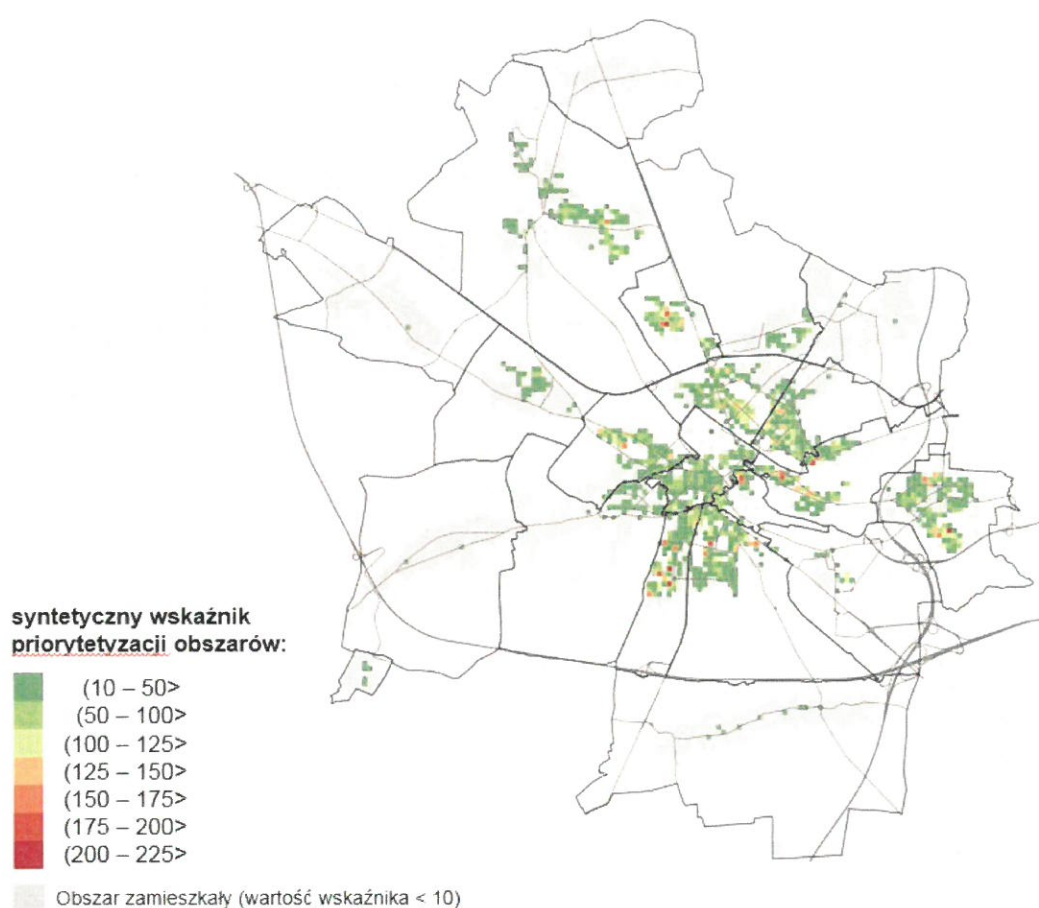 syntetyczny wskaźnik
priorytetyzacji obszarów:
(10 – 50>
(50 – 100>
(100 – 125>
(125 – 150>
(150 – 175>
(175 – 200>
(200 – 225>
Obszar zamieszkały (wartość wskaźnika < 10)